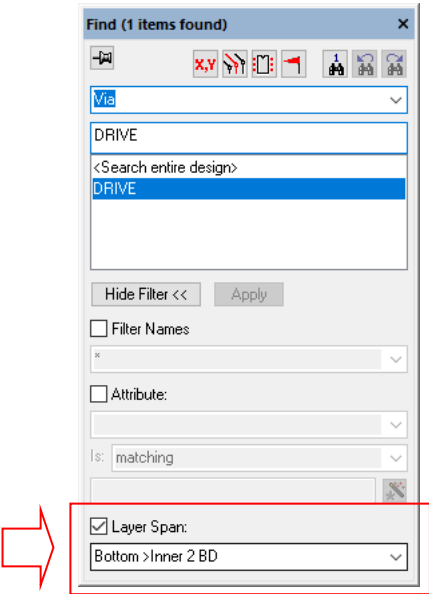 Find (1 items found)
X,Y 1
Via
DRIVE
<Search entire design>
DRIVE
Hide Filter << Apply
Filter Names
*
Attribute:
Is: matching
Layer Span:
Bottom >Inner 2 BD